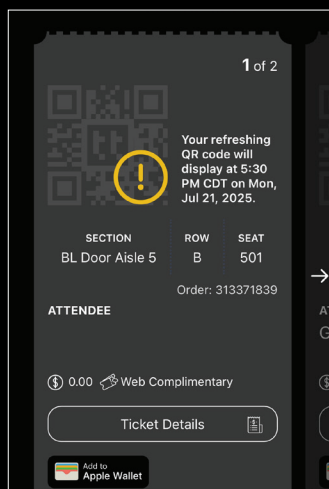 1 of 2
Your refreshing
QR code will
display at 5:30
PM CDT on Mon,
Jul 21, 2025.
SECTION ROW SEAT
BL Door Aisle 5 B 501
Order: 313371839
ATTENDEE
$ 0.00 Web Complimentary
Ticket Details
Add to
Apple Wallet